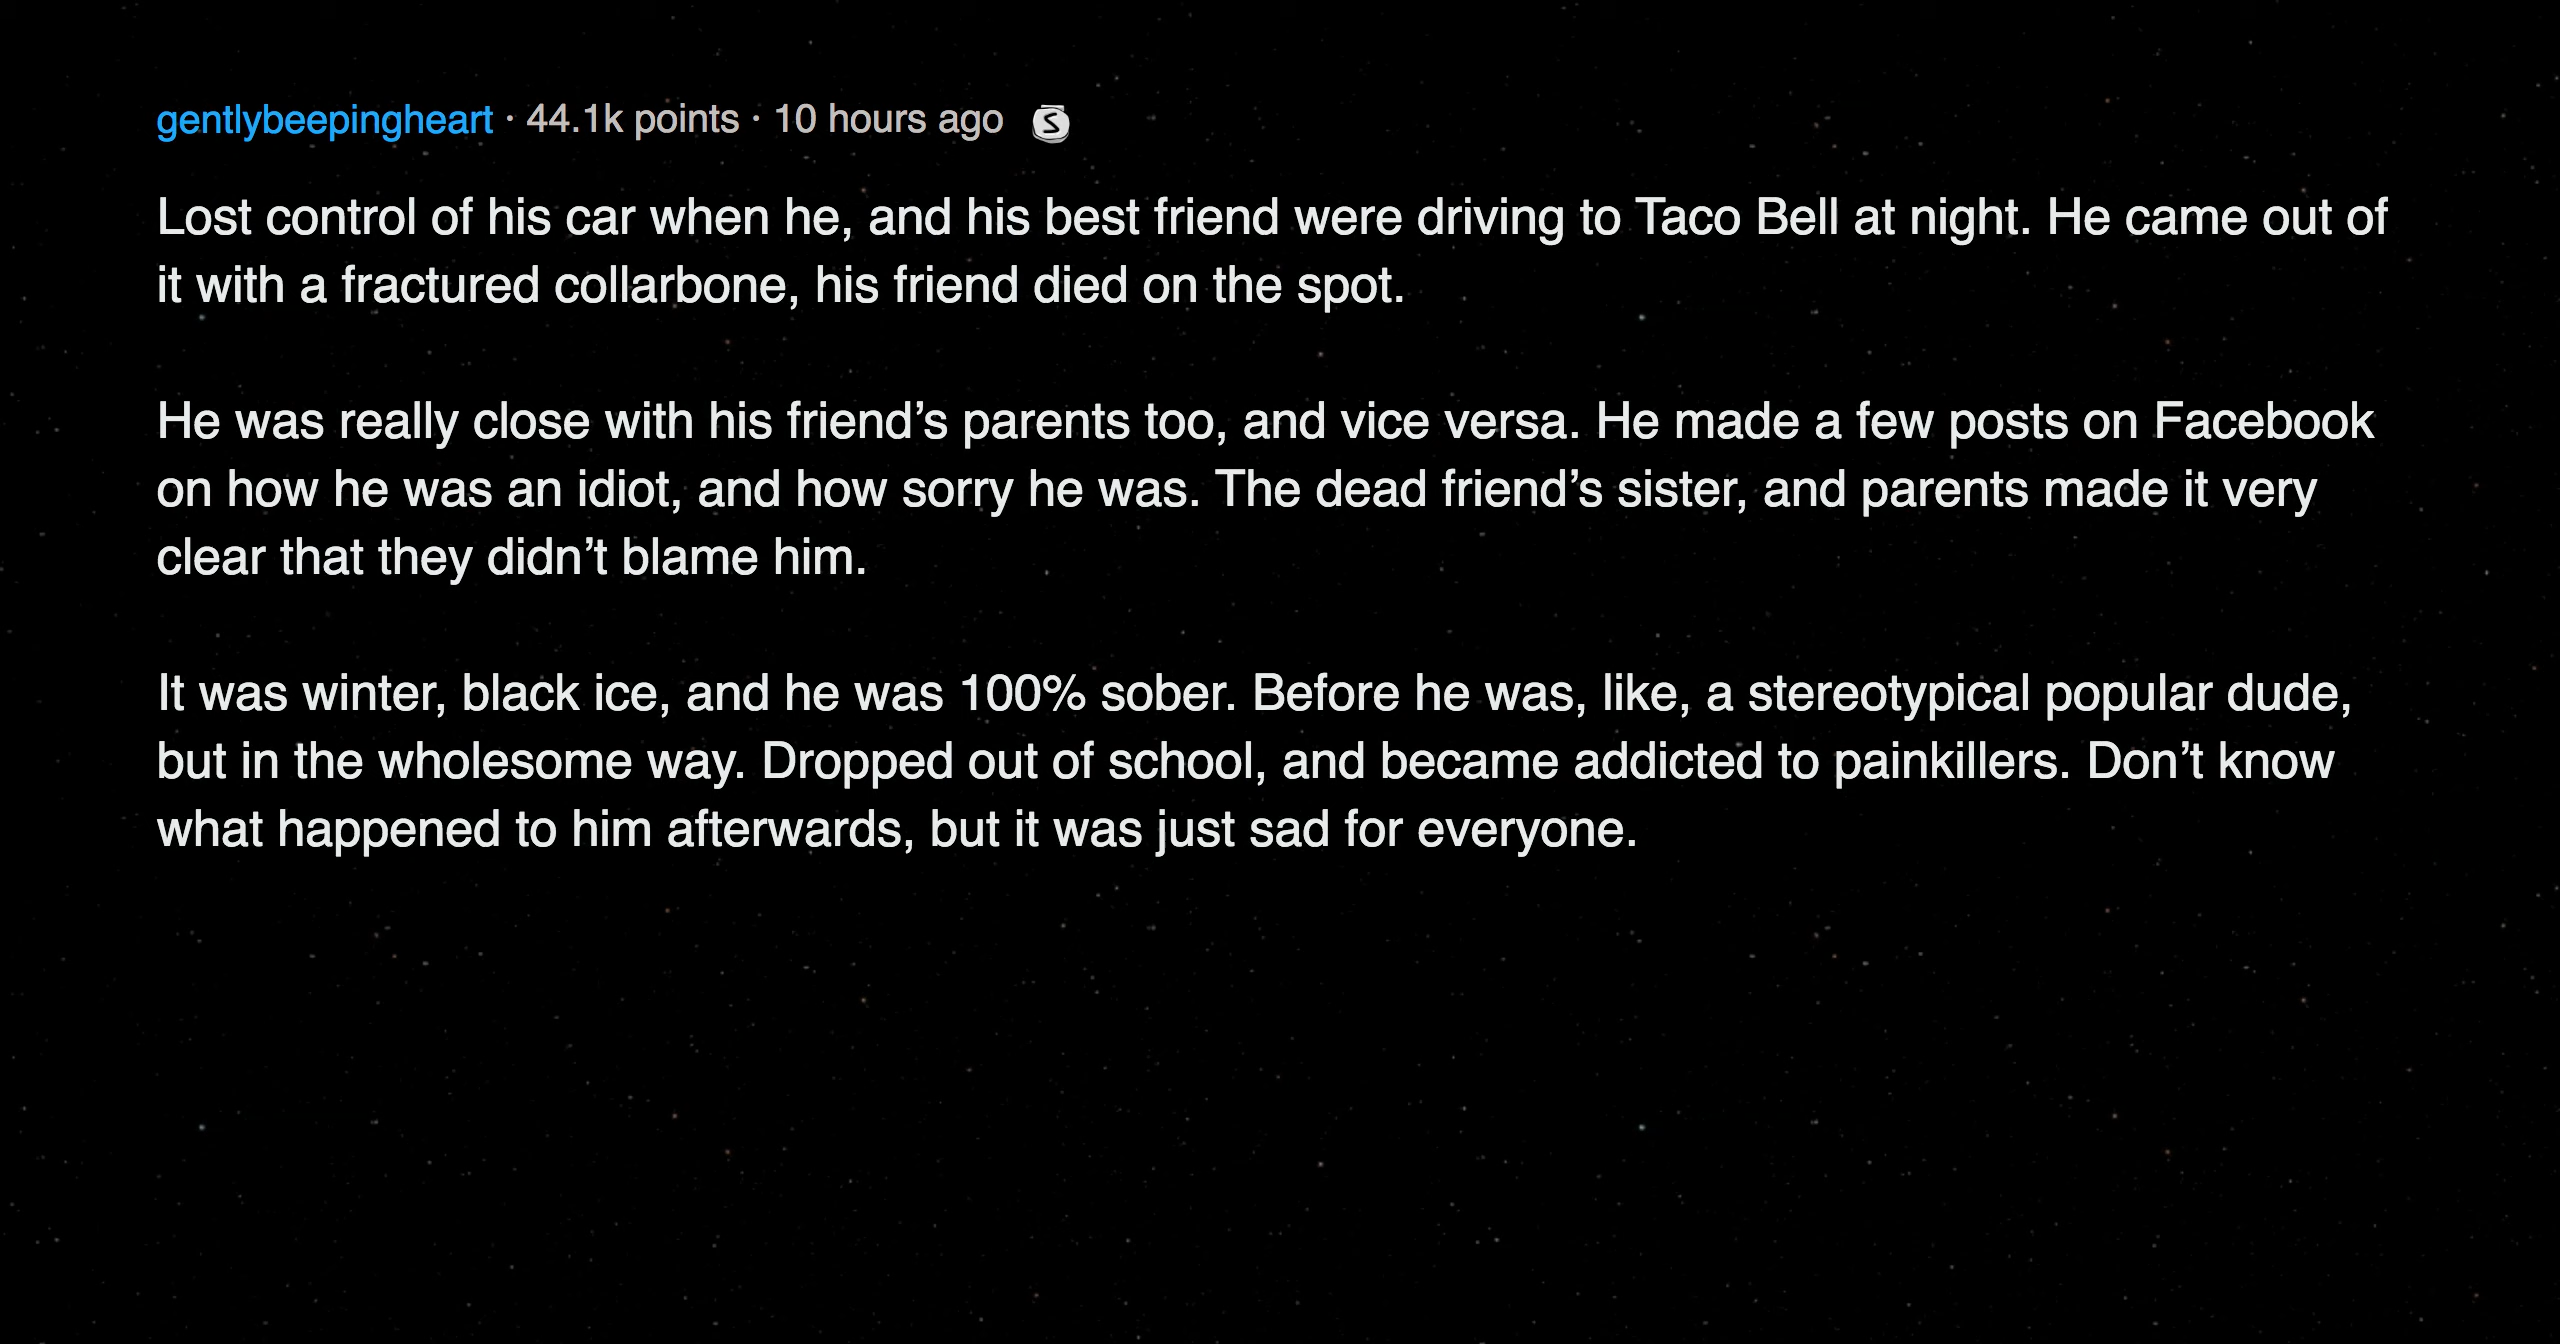 gentlybeepingheart · 44.1k points · 10 hours ago S
Lost control of his car when he, and his best friend were driving to Taco Bell at night. He came out of
it with a fractured collarbone, his friend died on the spot.
He was really close with his friend’s parents too, and vice versa. He made a few posts on Facebook
on how he was an idiot, and how sorry he was. The dead friend’s sister, and parents made it very
clear that they didn’t blame him.
It was winter, black ice, and he was 100% sober. Before he was, like, a stereotypical popular dude,
but in the wholesome way. Dropped out of school, and became addicted to painkillers. Don’t know
what happened to him afterwards, but it was just sad for everyone.